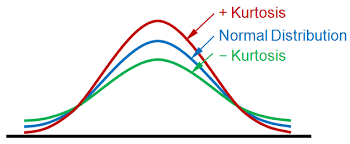 + Kurtosis
Normal Distribution
– Kurtosis